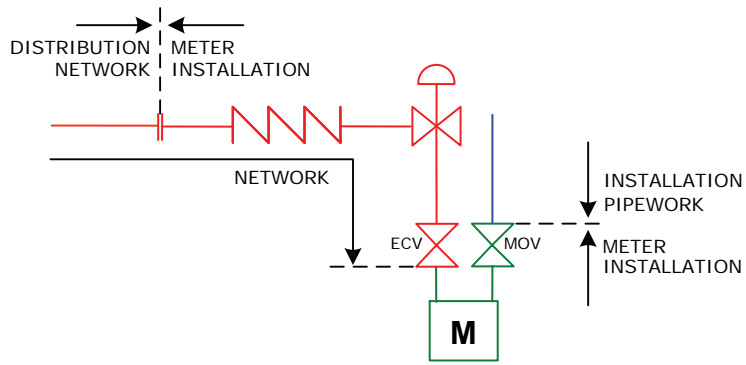 DISTRIBUTION
NETWORK
METER
INSTALLATION
NETWORK
ECV
MOV
INSTALLATION
PIPEWORK
METER
INSTALLATION
M